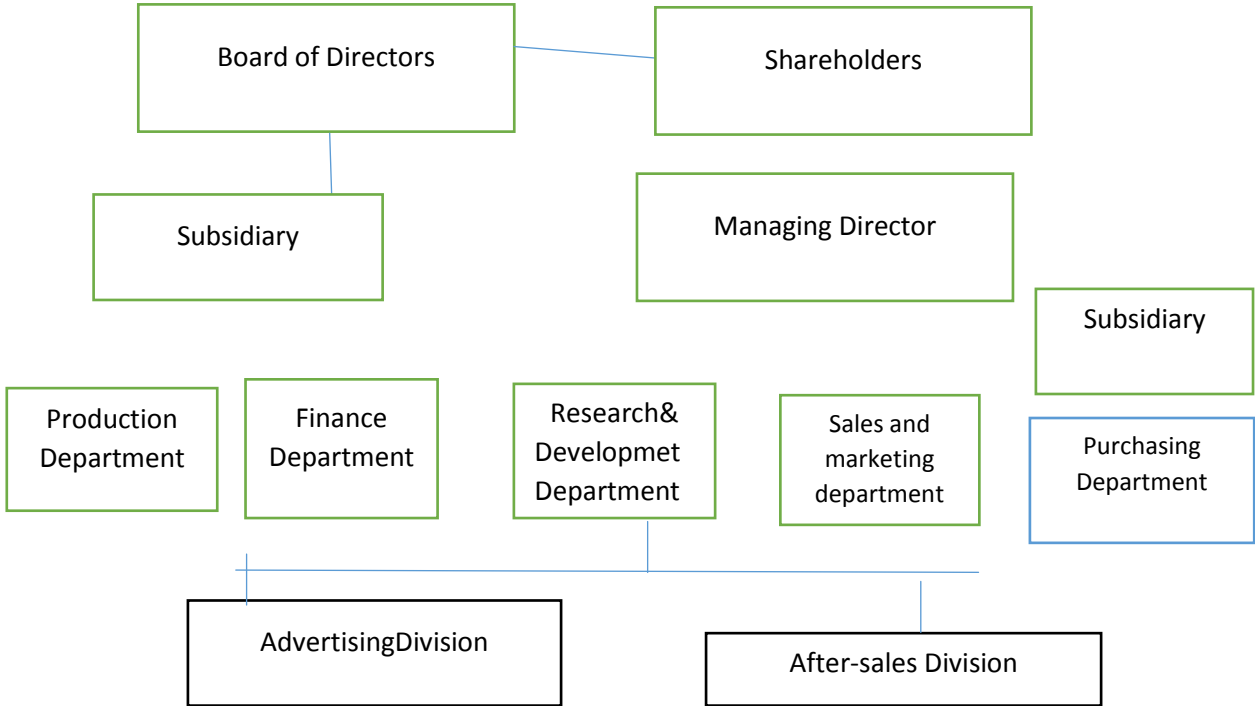 Board of Directors
Shareholders
Subsidiary
Managing Director
Subsidiary
Production
Department
Finance
Department
Research&
Developmet
Department
Sales and
marketing
department
Purchasing
Department
AdvertisingDivision
After-sales Division